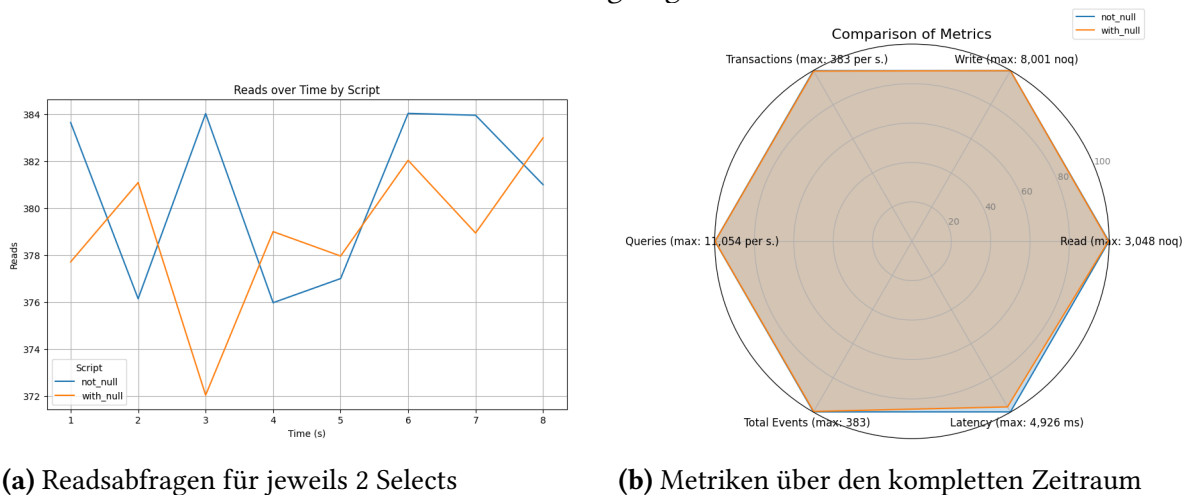 Reads over Time by Script
Reads
384
382
380
378
376
374
372
Script
not_null
with_null
1 2 3 4 5 6 7 8
Time (s)
(a) Readsabfragen für jeweils 2 Selects
not_null
with_null
Comparison of Metrics
Transactions (max: 383 per s.)
Write (max: 8,001 noq)
100
80
60
40
20
Queries (max: 11,054 per s.)
Read (max: 3,048 noq)
Total Events (max: 383)
Latency (max: 4,926 ms)
(b) Metriken über den kompletten Zeitraum